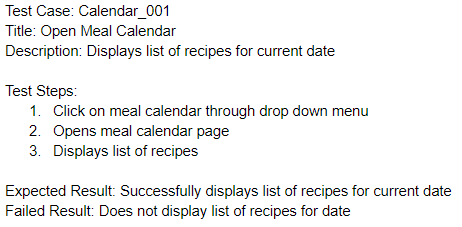 Test Case: Calendar_001
Title: Open Meal Calendar
Description: Displays list of recipes for current date
Test Steps:
1. Click on meal calendar through drop down menu
2. Opens meal calendar page
3. Displays list of recipes
Expected Result: Successfully displays list of recipes for current date
Failed Result: Does not display list of recipes for date